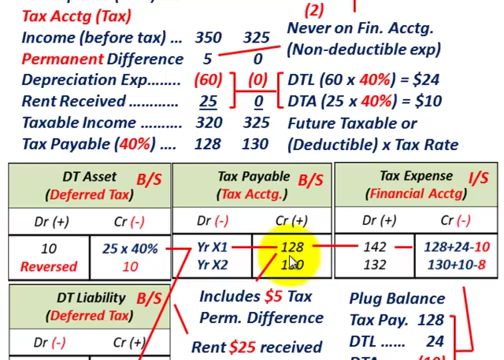 (2)
Tax Acctg (Tax)
Never on Fin. Acctg.
Income (before tax) ... 350 325
(Non-deductible exp)
Permanent Difference 5 0
Depreciation Exp........ (60) (0) DTL (60 x 40%) = $24
Rent Received ........... 25 0 DTA (25 x 40%) = $10
Taxable Income .......... 320 325 Future Taxable or
Tax Payable (40%) .... 128 130 (Deductible) x Tax Rate
DT Asset B/S
(Deferred Tax)
Dr (+) Cr (-)
10 25 x 40%
Reversed 10
Tax Payable B/S
(Tax Acctg.)
Dr (-) Cr (+)
Yr X1 128
Yr X2
Tax Expense I/S
(Financial Acctg)
Dr (+) Cr (-)
142 128+24-10
132 130+10-8
DT Liability B/S
(Deferred Tax)
Dr (-) Cr (+)
Includes $5 Tax
Perm. Difference
Rent $25 received
Plug Balance
Tax Pay. 128
DTL ...... 24